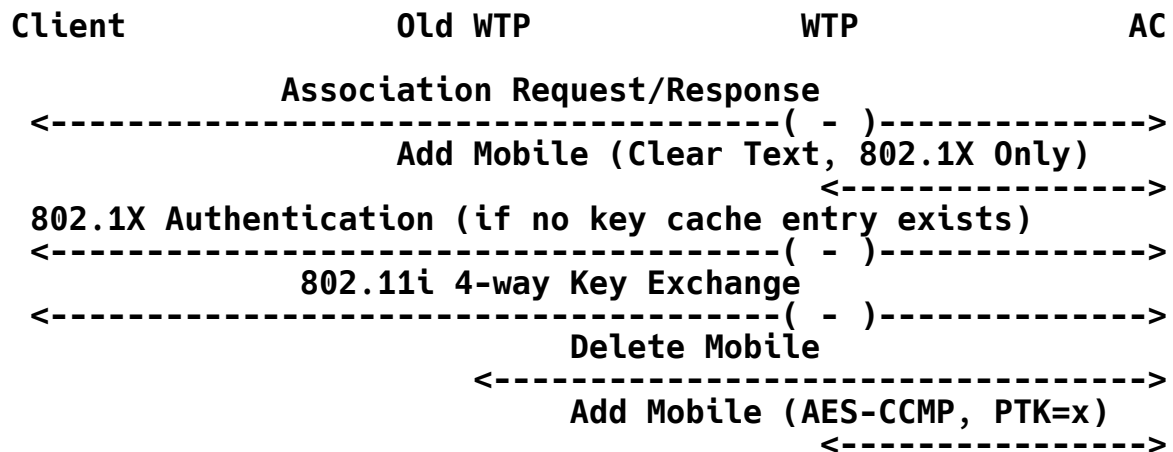 Client Old WTP WTP AC
Association Request/Response
<--------------------------------------( - )-------------->
Add Mobile (Clear Text, 802.1X Only)
<---------------->
802.1X Authentication (if no key cache entry exists)
<--------------------------------------( - )-------------->
802.11i 4-way Key Exchange
<--------------------------------------( - )-------------->
Delete Mobile
<---------------------------------->
Add Mobile (AES-CCMP, PTK=x)
<---------------->